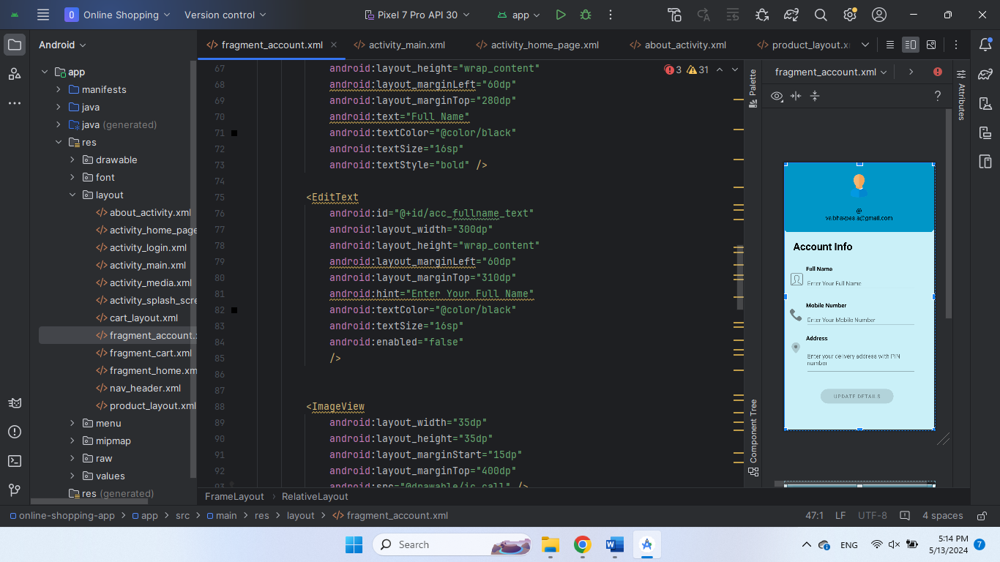 O Online Shopping Version control Pixel 7 Pro API 30 app
Android
fragment_account.xml activity_main.xml activity_home_page.xml about_activity.xml product_layout.x
app
manifests
java
java (generated)
res
drawable
font
layout
about_activity.xml
activity_home_page
activity_login.xml
activity_main.xml
activity_media.xml
activity_splash_scre
cart_layout.xml
fragment_account.x
fragment_cart.xml
fragment_home.xm
nav_header.xml
product_layout.xml
menu
mipmap
raw
values
res (generated)
3 31
67 android:layout_height="wrap_content"
68 android:layout_marginLeft="60dp"
69 android:layout_marginTop="280dp"
70 android:text="Full Name"
71 android:textColor="@color/black"
72 android:textSize="16sp"
73 android:textStyle="bold" />
74
75 <EditText
76 android:id="@+id/acc_fullname_text"
77 android:layout_width="300dp"
78 android:layout_height="wrap_content"
79 android:layout_marginLeft="60dp"
80 android:layout_marginTop="310dp"
81 android:hint="Enter Your Full Name"
82 android:textColor="@color/black"
83 android:textSize="16sp"
84 android:enabled="false"
85 />
86
87
88 <ImageView
89 android:layout_width="35dp"
90 android:layout_height="35dp"
91 android:layout_marginStart="15dp"
92 android:layout_marginTop="400dp"
93 android:src="@drawable/ic_call" />
FrameLayout > RelativeLayout
Palette
Component Tree
fragment_account.xml
?
Attributes
@
vaibhavpas.a@gmail.com
Account Info
Full Name
Enter Your Full Name
Mobile Number
Enter Your Mobile Number
Address
Enter your delivery address with PIN
number
UPDATE DETAILS
online-shopping-app > app > src > main > res > layout > fragment_account.xml 47:1 LF UTF-8 4 spaces
Search
ENG
5:14 PM
5/13/2024
7